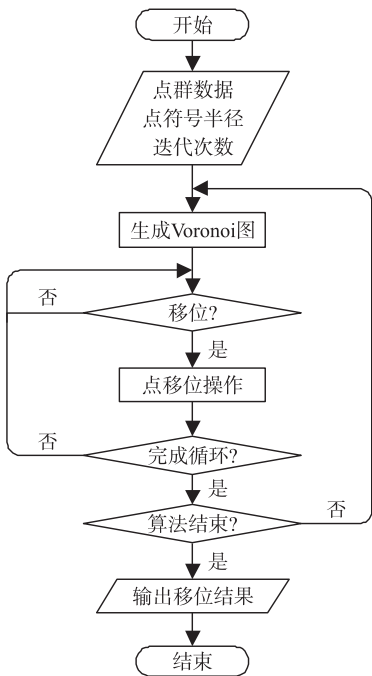 开始
点群数据
点符号半径
迭代次数
生成Voronoi图
否
移位?
是
点移位操作
否
完成循环?
是
否
算法结束?
是
输出移位结果
结束